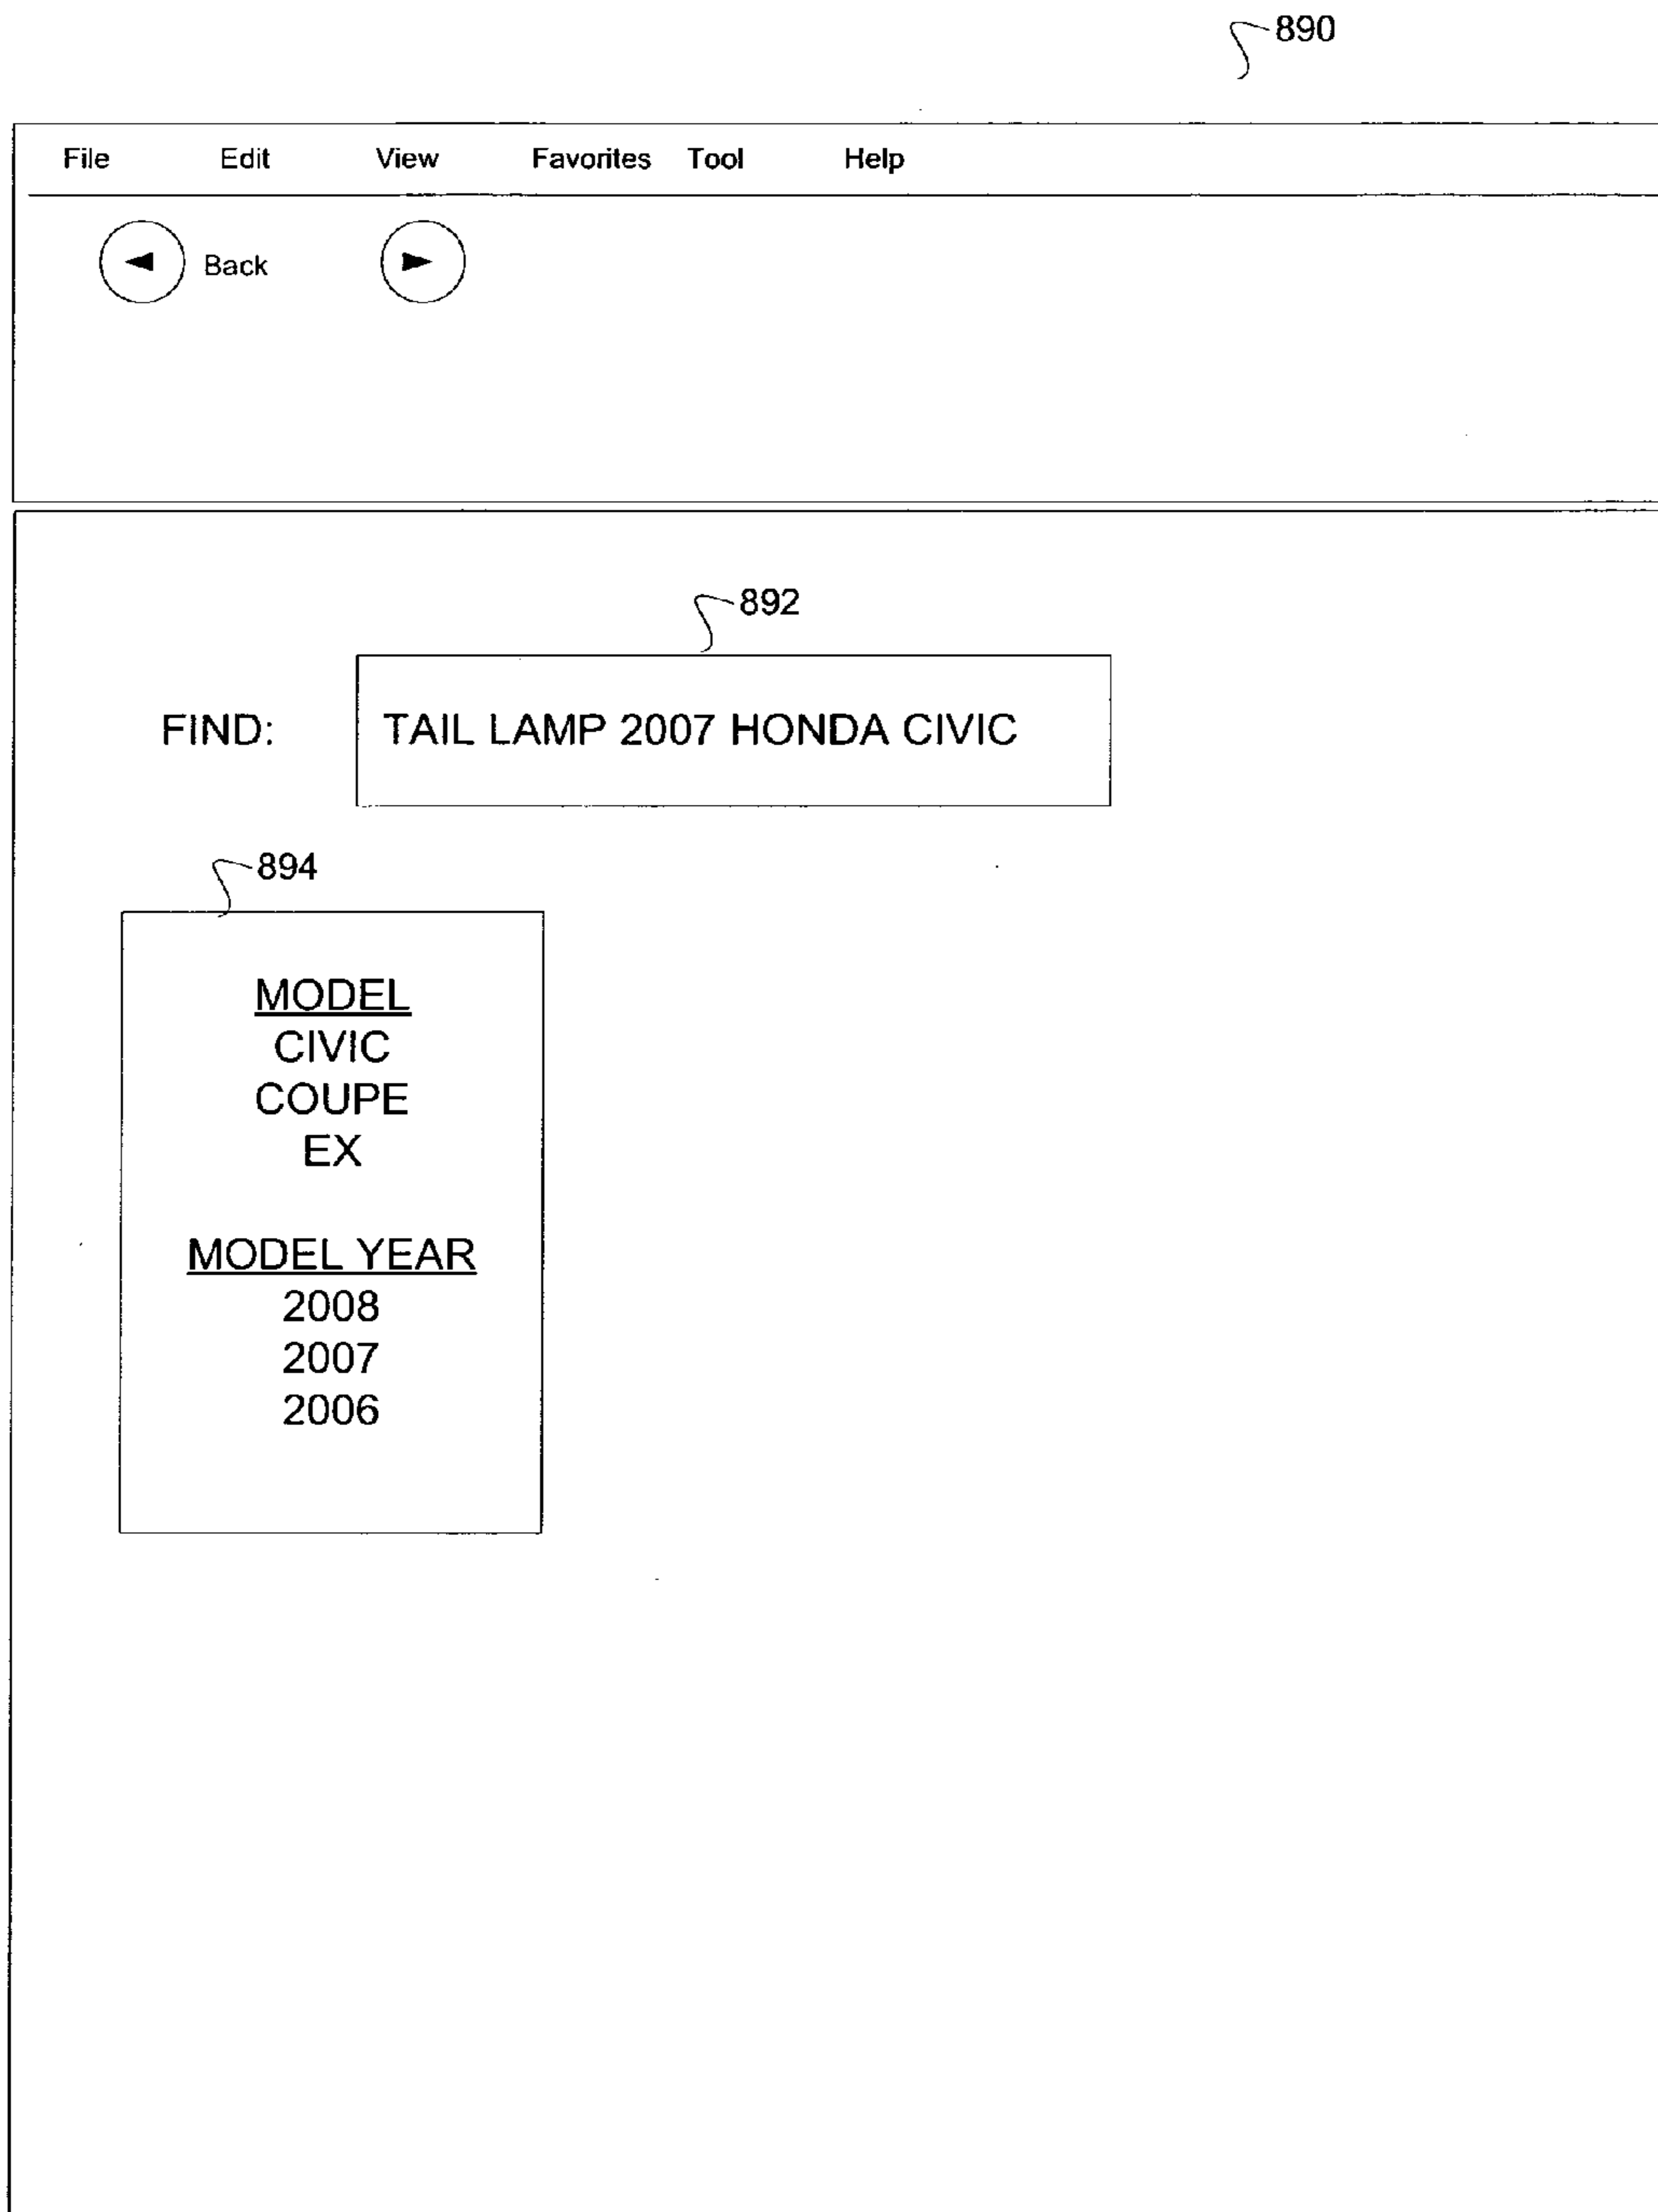 890
File Edit View Favorites Tool Help
Back
892
FIND: TAIL LAMP 2007 HONDA CIVIC
894
MODEL
CIVIC
COUPE
EX
MODEL YEAR
2008
2007
2006